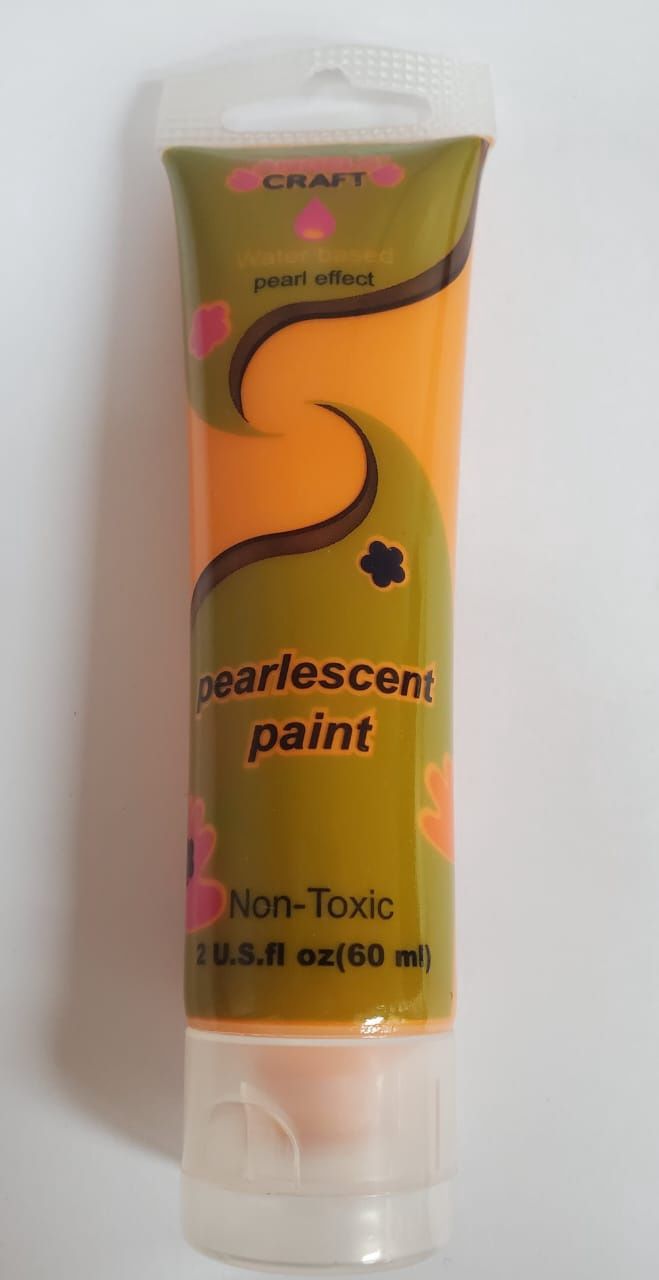 CRAFT
Water based
pearl effect
pearlescent
paint
Non-Toxic
2 U.S.fl oz(60 ml)